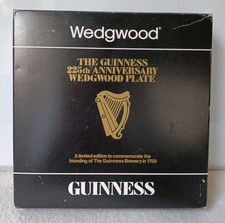 Wedgwood
THE GUINNESS
225th ANNIVERSARY
WEDGWOOD PLATE
A limited edition to commemorate the
founding of The Guinness Brewery in 1759
GUINNESS